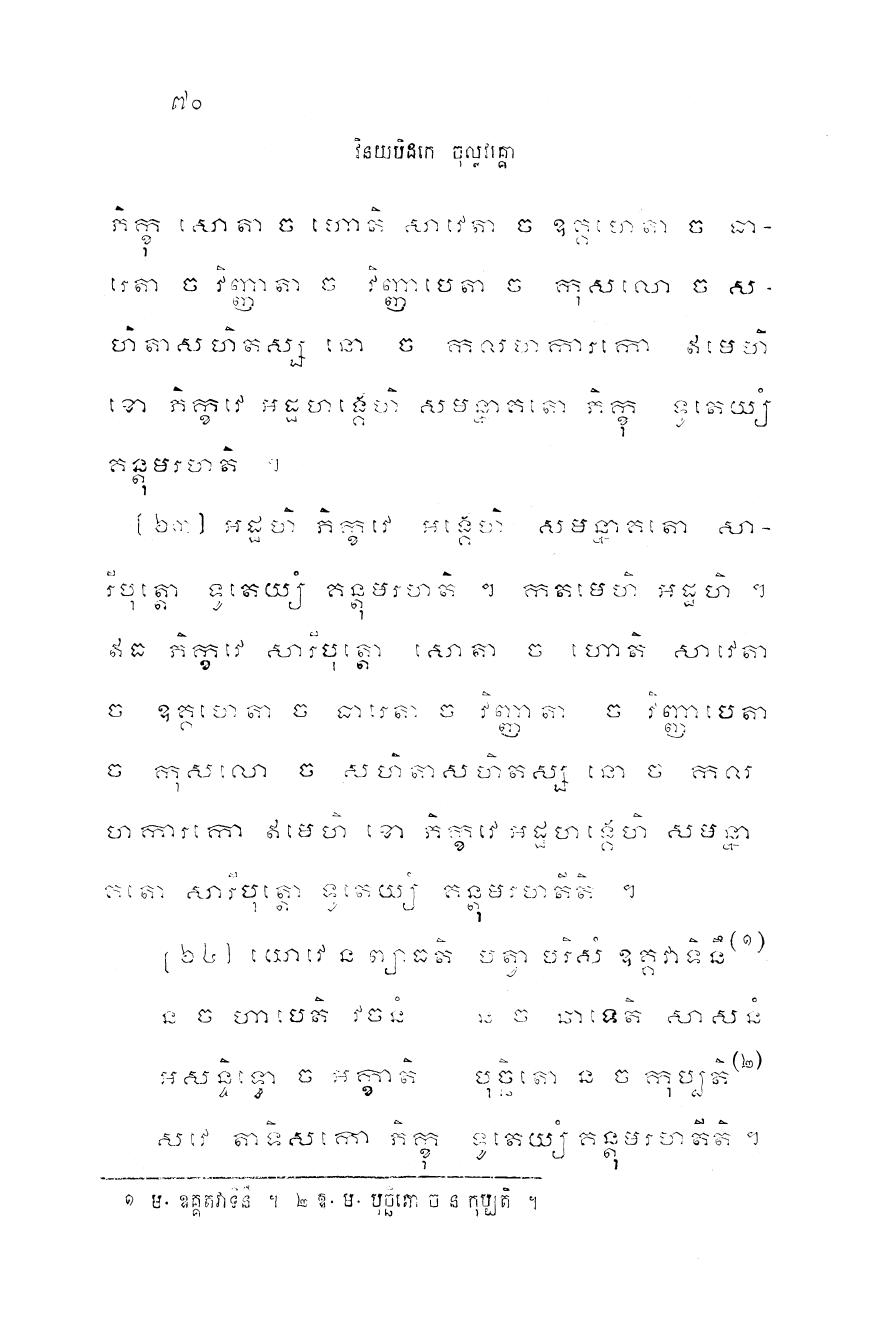 ៧០
វិនយបិដកេ ចុល្លវគ្គោ
ភិក្ខុ សោតា ច ហោតិ សាវេតា ច ឧគ្គហេតា ច ធា-
រេតា ច វិញ្ញាតា ច វិញ្ញាបេតា ច កុសលោ ច ស-
ហិតាសហិតស្ស នោ ច កលហការកោ ឥមេហិ
ខោ ភិក្ខវេ អដ្ឋហង្គេហិ សមន្នាគតោ ភិក្ខុ ទូតេយ្យំ
គន្តុមរហតិ ។
[២៣] អដ្ឋហិ ភិក្ខវេ អង្គេហិ សមន្នាគតោ សា-
រីបុត្តោ ទូតេយ្យំ គន្តុមរហតិ ។ កតមេហិ អដ្ឋហិ ។
ឥធ ភិក្ខវេ សារីបុត្តោ សោតា ច ហោតិ សាវេតា
ច ឧគ្គហេតា ច ធារេតា ច វិញ្ញាតា ច វិញ្ញាបេតា
ច កុសលោ ច សហិតាសហិតស្ស នោ ច កល
ហការកោ ឥមេហិ ខោ ភិក្ខវេ អដ្ឋហង្គេហិ សមន្នា
គតោ សារីបុត្តោ ទូតេយ្យំ គន្តុមរហតីតិ ។
[២៤] យោ វេ ន ព្យាធតិ បត្វា បរិសំ ឧគ្គវាទិនឹ(១)
ន ច ហាបេតិ វចនំ ន ច ឆាទេតិ សាសនំ
អសន្ទិទ្ធោ ច អក្ខាតិ បុច្ឆិតោ ន ច កុប្បតិ(២)
ស វេ តាទិសកោ ភិក្ខុ ទូតេយ្យំ គន្តុមរហតីតិ ។
១ ម. ឧគ្គតវាទិនឹ ។ ២ ឱ. ម. បុច្ឆិតោ ច ន កុប្បតិ ។